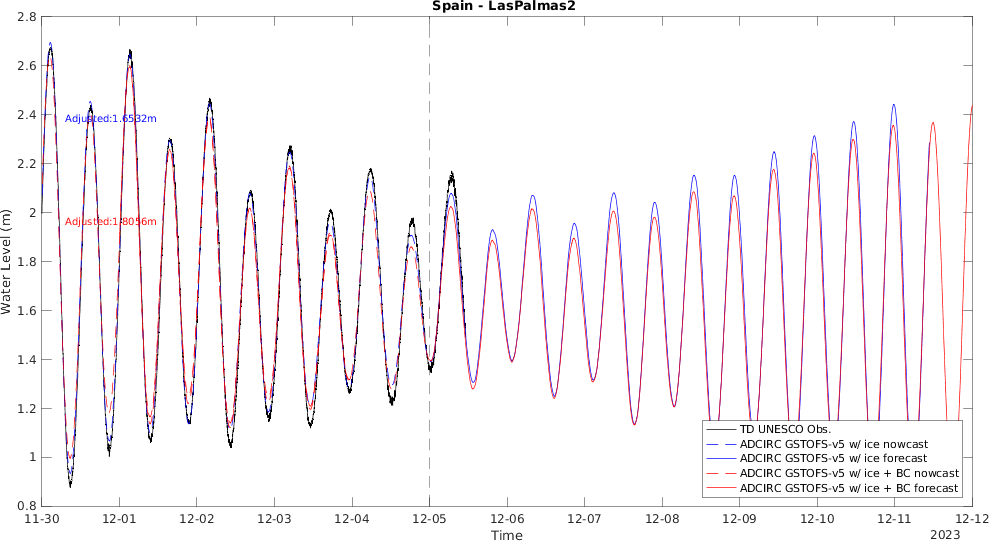 Spain - LasPalmas2
2.8
2.6
2.4
2.2
2
1.8
1.6
1.4
1.2
1
0.8
Water Level (m)
Adjusted:1.6532m
Adjusted:1.8056m
TD UNESCO Obs.
ADCIRC GSTOFS-v5 w/ ice nowcast
ADCIRC GSTOFS-v5 w/ ice forecast
ADCIRC GSTOFS-v5 w/ ice + BC nowcast
ADCIRC GSTOFS-v5 w/ ice + BC forecast
11-30 12-01 12-02 12-03 12-04 12-05 12-06 12-07 12-08 12-09 12-10 12-11 12-12
Time
2023